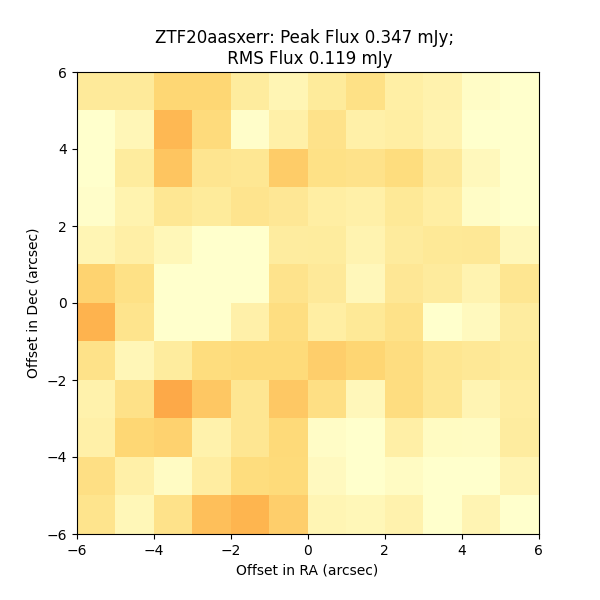 ZTF20aasxerr: Peak Flux 0.347 mJy;
RMS Flux 0.119 mJy
6
4
2
0
−2
−4
−6
Offset in Dec (arcsec)
−6 −4 −2 0 2 4 6
Offset in RA (arcsec)